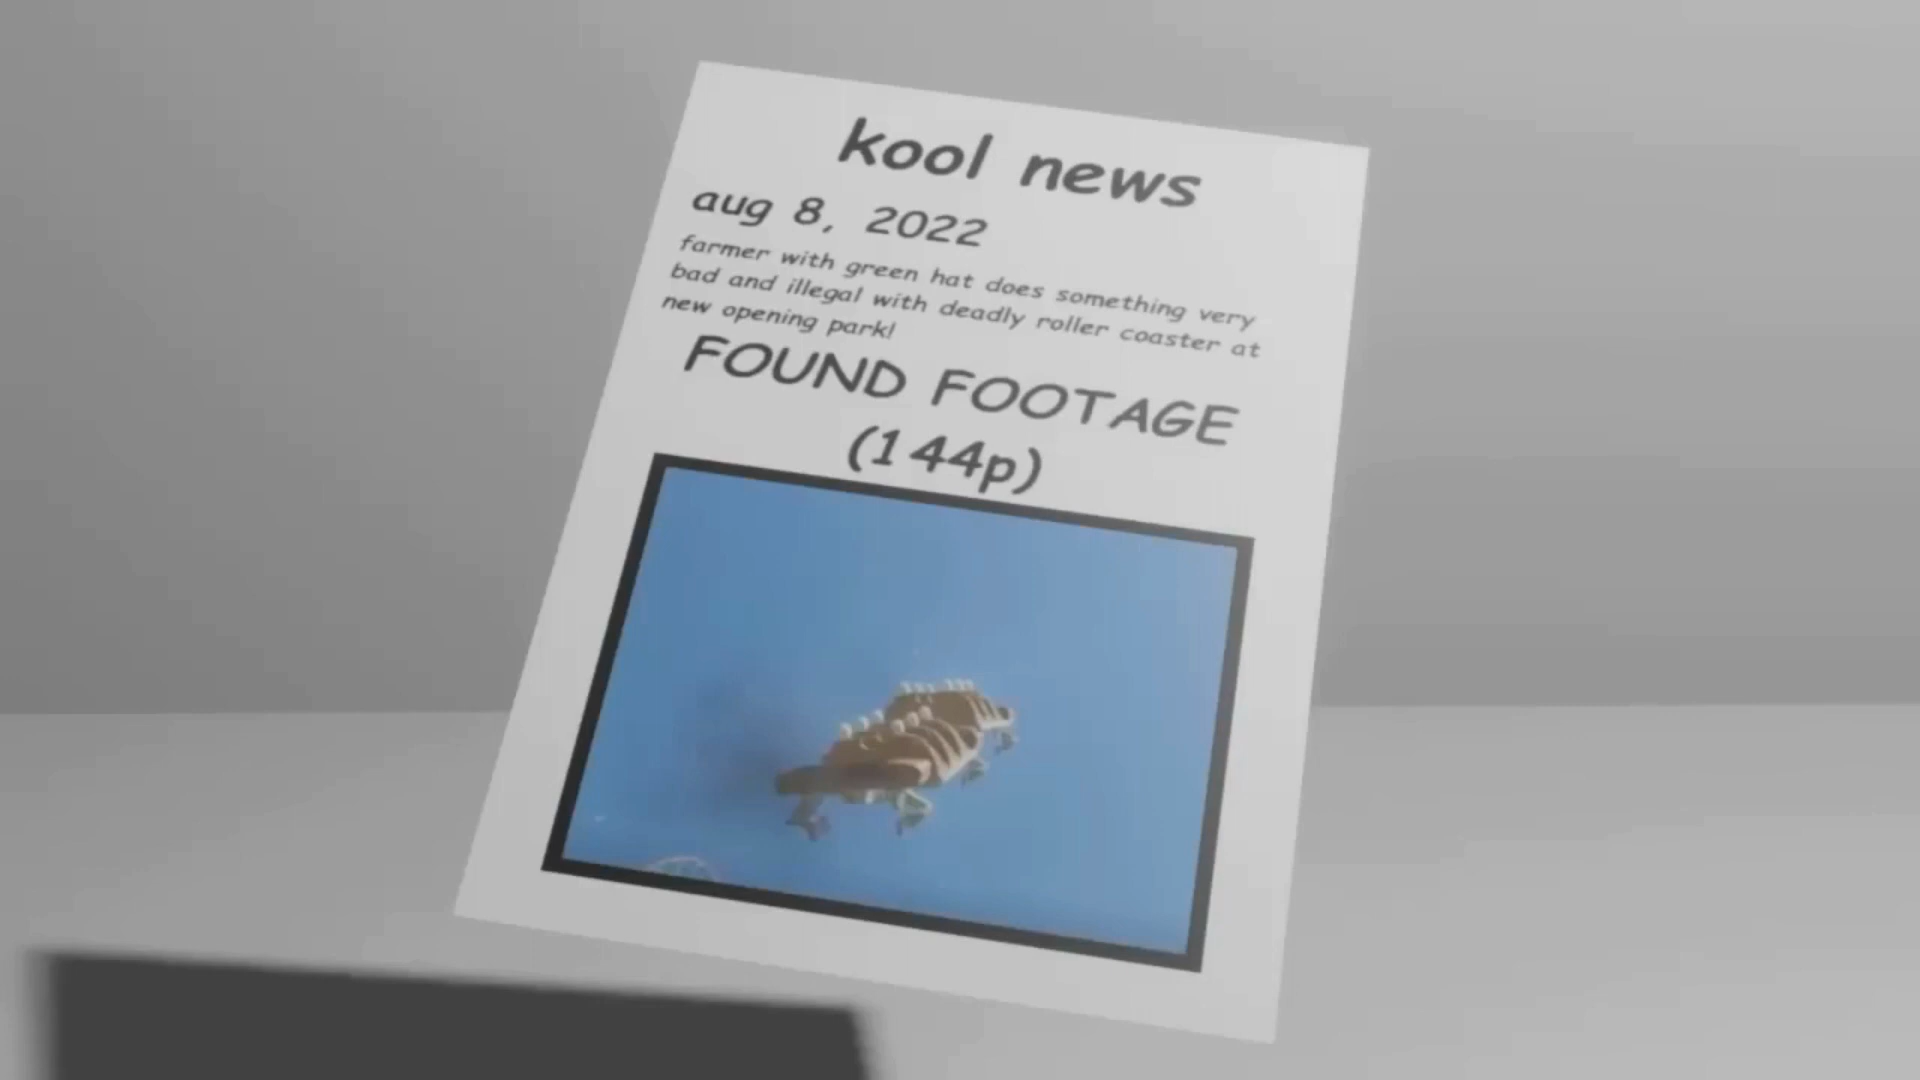 kool news
aug 8, 2022
farmer with green hat does something very
bad and illegal with deadly roller coaster at
new opening park!
FOUND FOOTAGE
(144p)